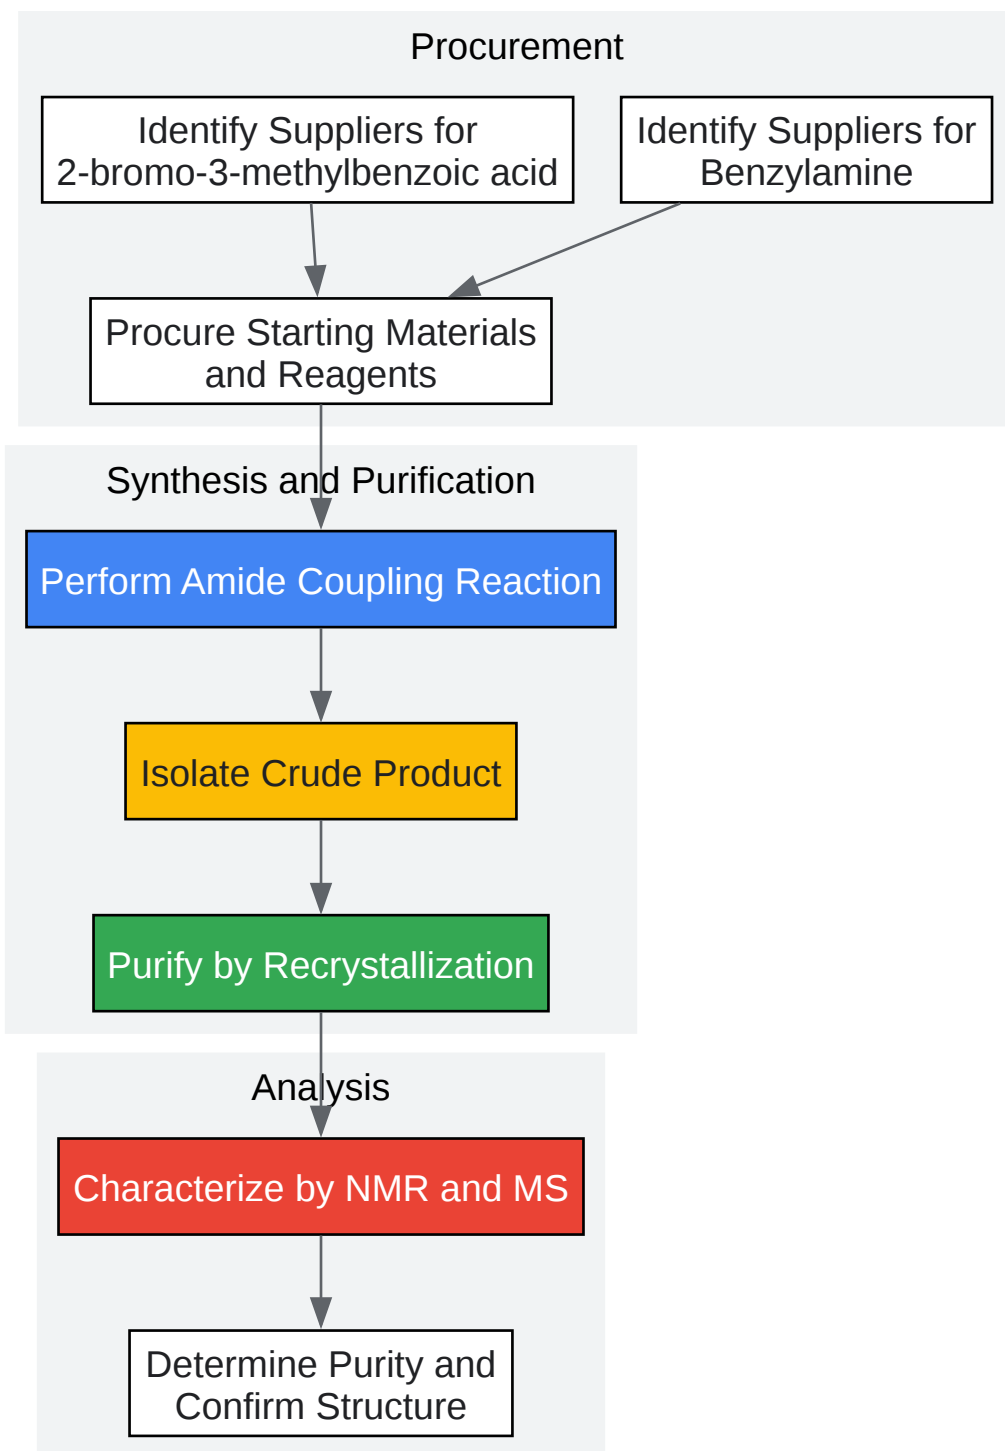 Procurement
Identify Suppliers for
2-bromo-3-methylbenzoic acid
Identify Suppliers for
Benzylamine
Procure Starting Materials
and Reagents
Synthesis and Purification
Perform Amide Coupling Reaction
Isolate Crude Product
Purify by Recrystallization
Analysis
Characterize by NMR and MS
Determine Purity and
Confirm Structure